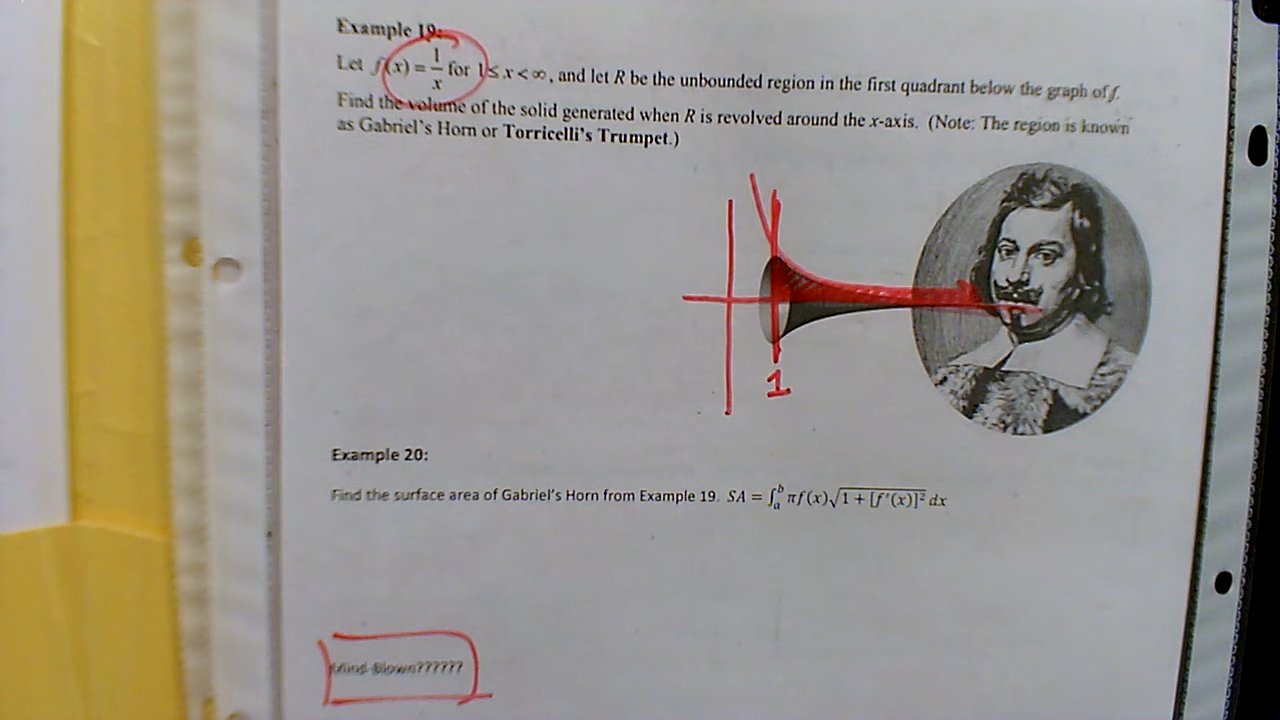 Example 19:
Let f(x) = 1/x for 1 ≤ x < ∞, and let R be the unbounded region in the first quadrant below the graph of f.
Find the volume of the solid generated when R is revolved around the x-axis. (Note: The region is known
as Gabriel's Horn or Torricelli's Trumpet.)
1
Example 20:
Find the surface area of Gabriel's Horn from Example 19. SA = ∫ₐᵇ πf(x)√(1 + [f'(x)]²) dx
Mind Blown??????